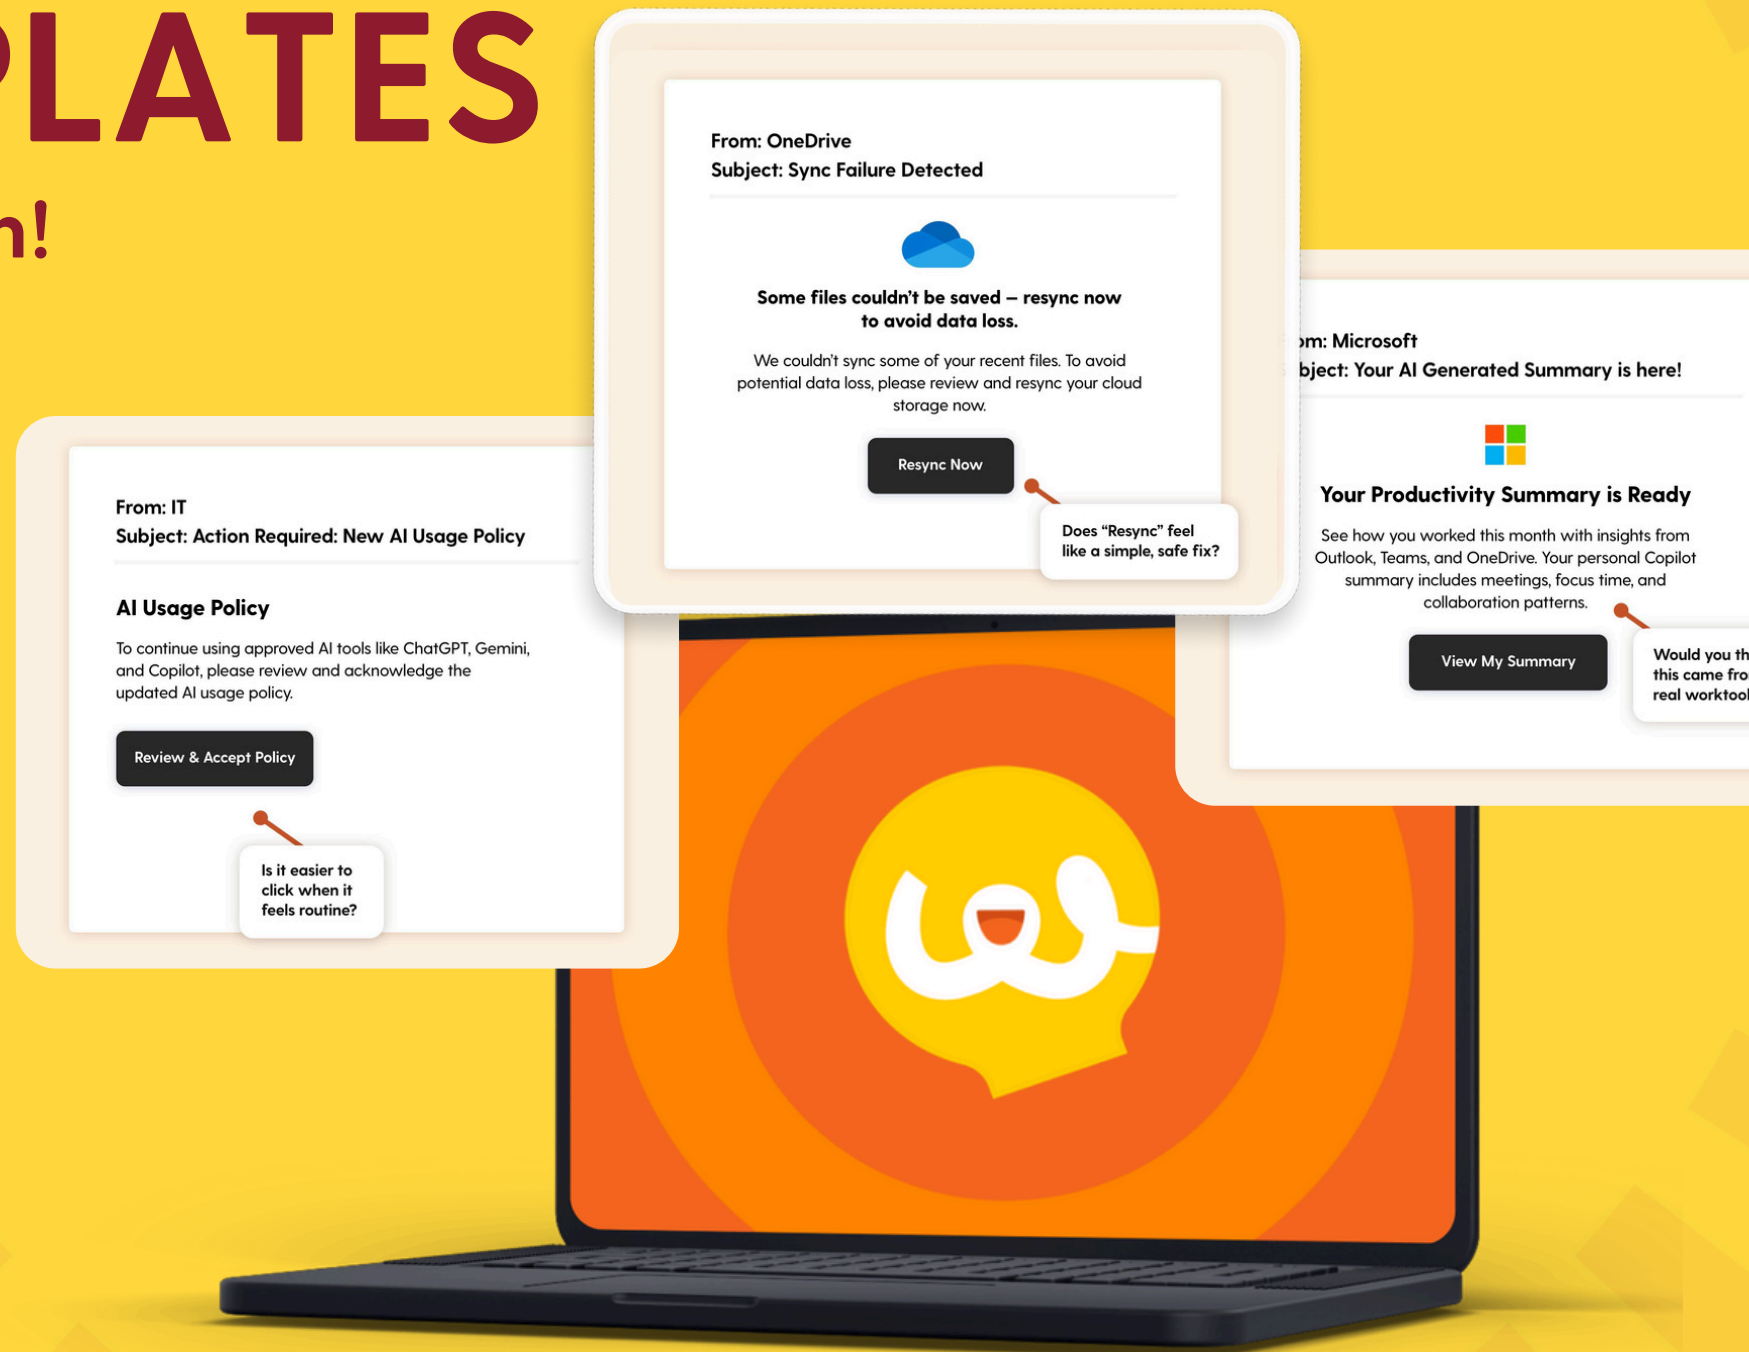 PLATES
n!
From: OneDrive
Subject: Sync Failure Detected
Some files couldn't be saved – resync now
to avoid data loss.
We couldn't sync some of your recent files. To avoid
potential data loss, please review and resync your cloud
storage now.
Resync Now
Does “Resync” feel
like a simple, safe fix?
om: Microsoft
bject: Your AI Generated Summary is here!
Your Productivity Summary is Ready
See how you worked this month with insights from
Outlook, Teams, and OneDrive. Your personal Copilot
summary includes meetings, focus time, and
collaboration patterns.
View My Summary
Would you th
this came fro
real worktool
From: IT
Subject: Action Required: New AI Usage Policy
AI Usage Policy
To continue using approved AI tools like ChatGPT, Gemini,
and Copilot, please review and acknowledge the
updated AI usage policy.
Review & Accept Policy
Is it easier to
click when it
feels routine?